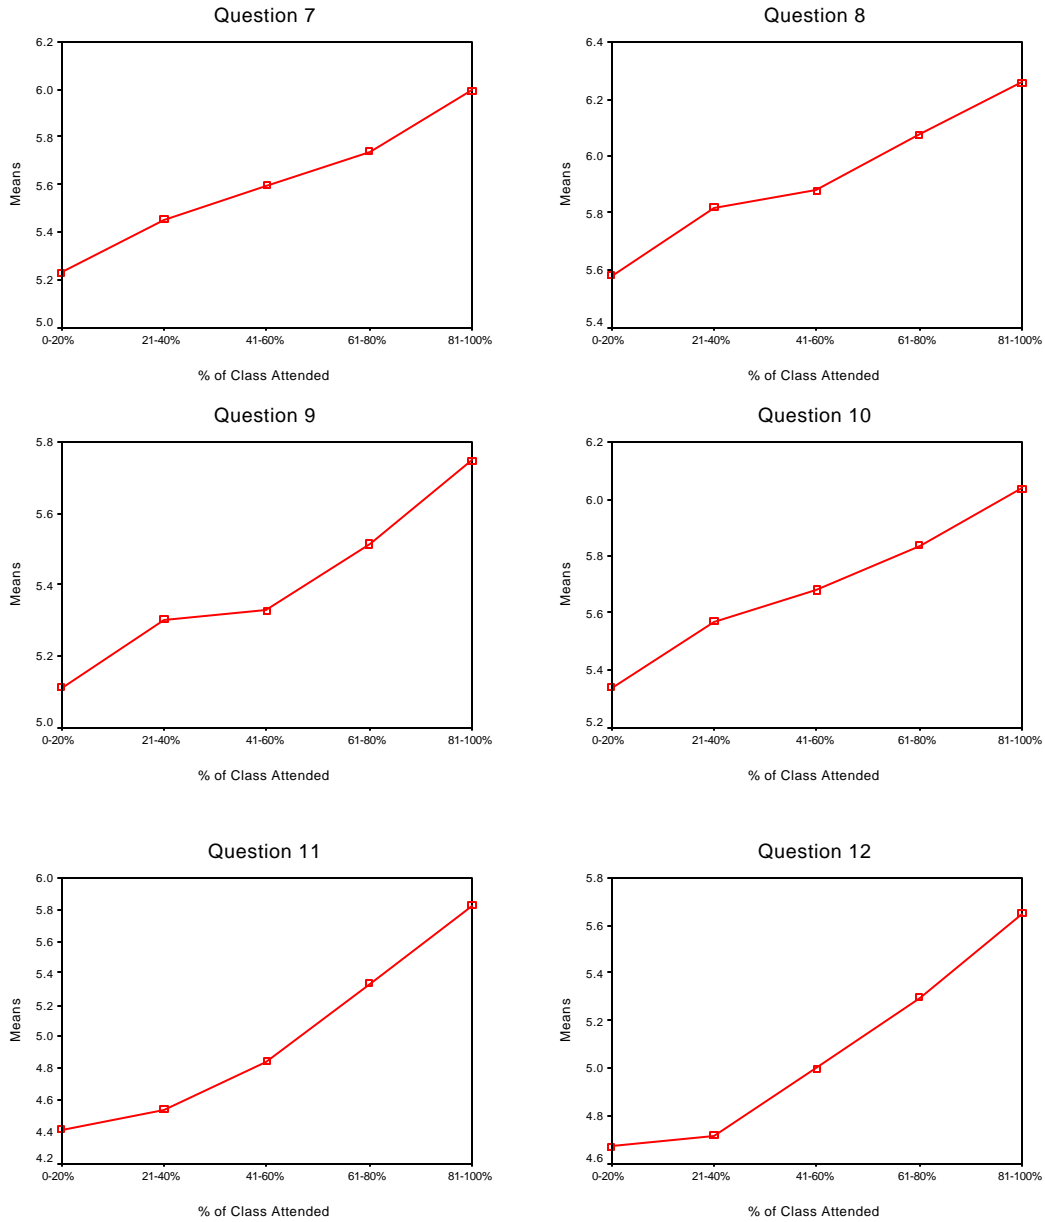 Question 7
6.2
6.0
5.8
5.6
5.4
5.2
5.0
Means
0-20% 21-40% 41-60% 61-80% 81-100%
% of Class Attended
Question 8
6.4
6.2
6.0
5.8
5.6
5.4
Means
0-20% 21-40% 41-60% 61-80% 81-100%
% of Class Attended
Question 9
5.8
5.6
5.4
5.2
5.0
Means
0-20% 21-40% 41-60% 61-80% 81-100%
% of Class Attended
Question 10
6.2
6.0
5.8
5.6
5.4
5.2
Means
0-20% 21-40% 41-60% 61-80% 81-100%
% of Class Attended
Question 11
6.0
5.8
5.6
5.4
5.2
5.0
4.8
4.6
4.4
4.2
Means
0-20% 21-40% 41-60% 61-80% 81-100%
% of Class Attended
Question 12
5.8
5.6
5.4
5.2
5.0
4.8
4.6
Means
0-20% 21-40% 41-60% 61-80% 81-100%
% of Class Attended